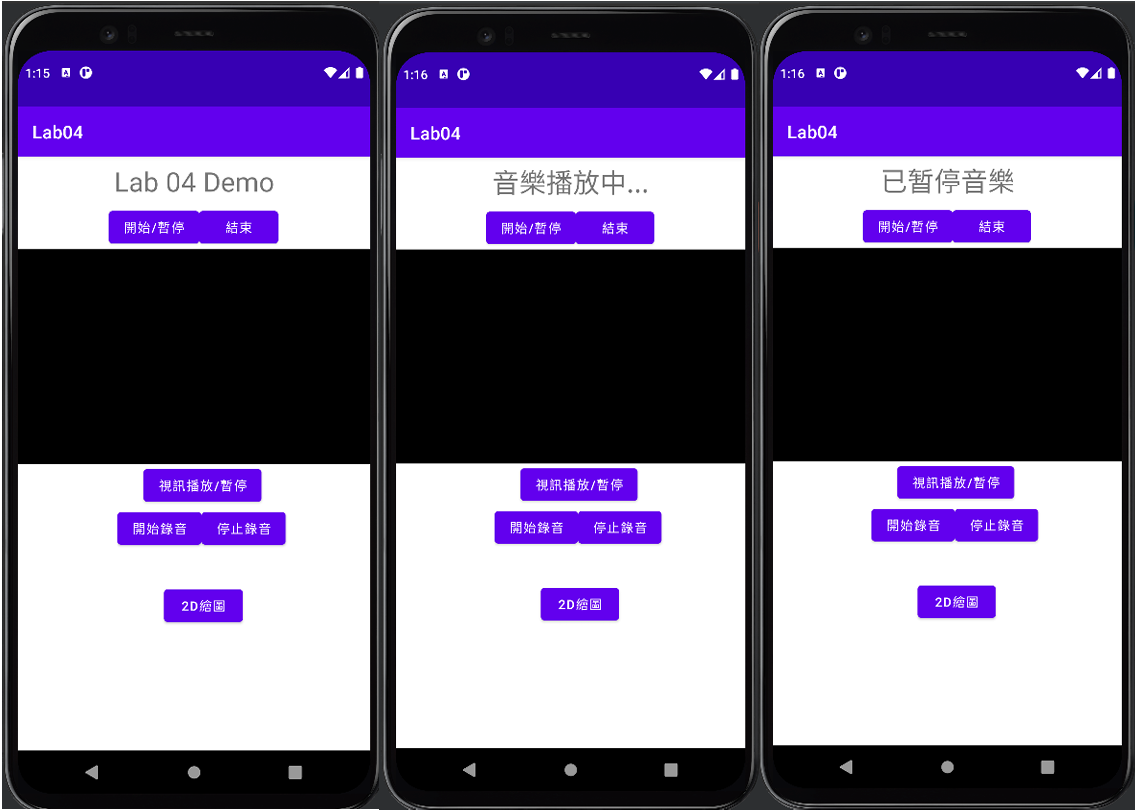 1:15
Lab04
Lab 04 Demo
開始/暫停 結束
視訊播放/暫停
開始錄音 停止錄音
2D繪圖
1:16
Lab04
音樂播放中...
開始/暫停 結束
視訊播放/暫停
開始錄音 停止錄音
2D繪圖
1:16
Lab04
已暫停音樂
開始/暫停 結束
視訊播放/暫停
開始錄音 停止錄音
2D繪圖